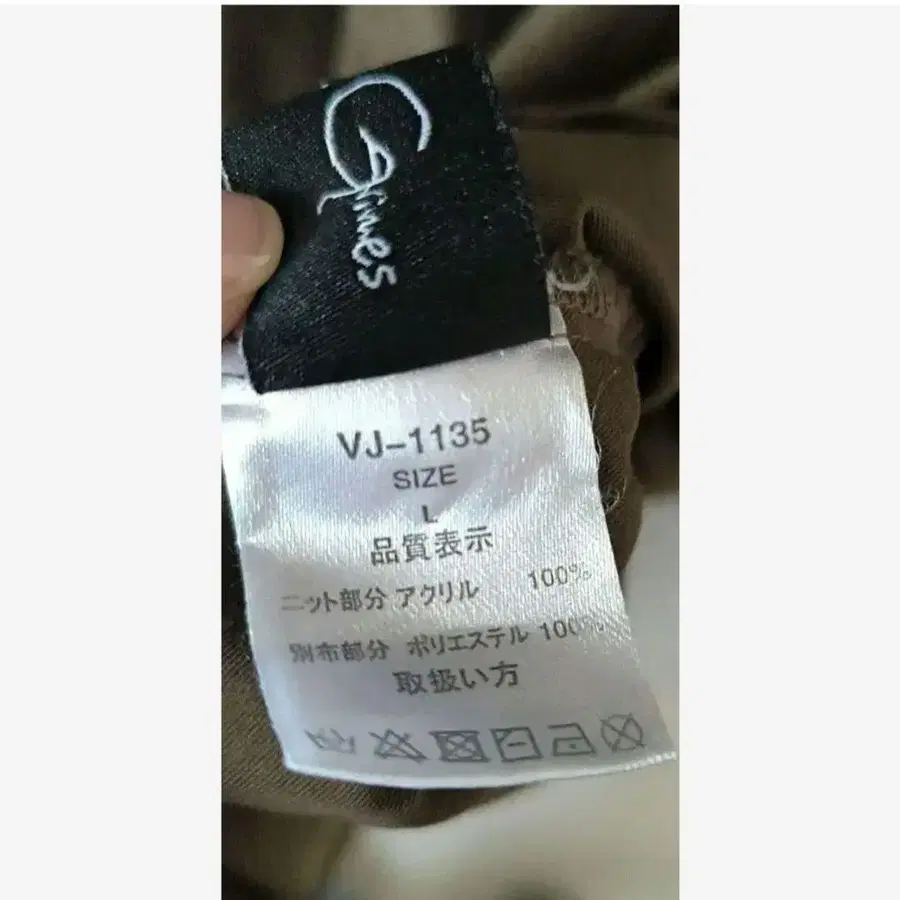 Grimes
VJ-1135
SIZE
L
品質表示
ニット部分 アクリル 100%
別布部分 ポリエステル 100%
取扱い方